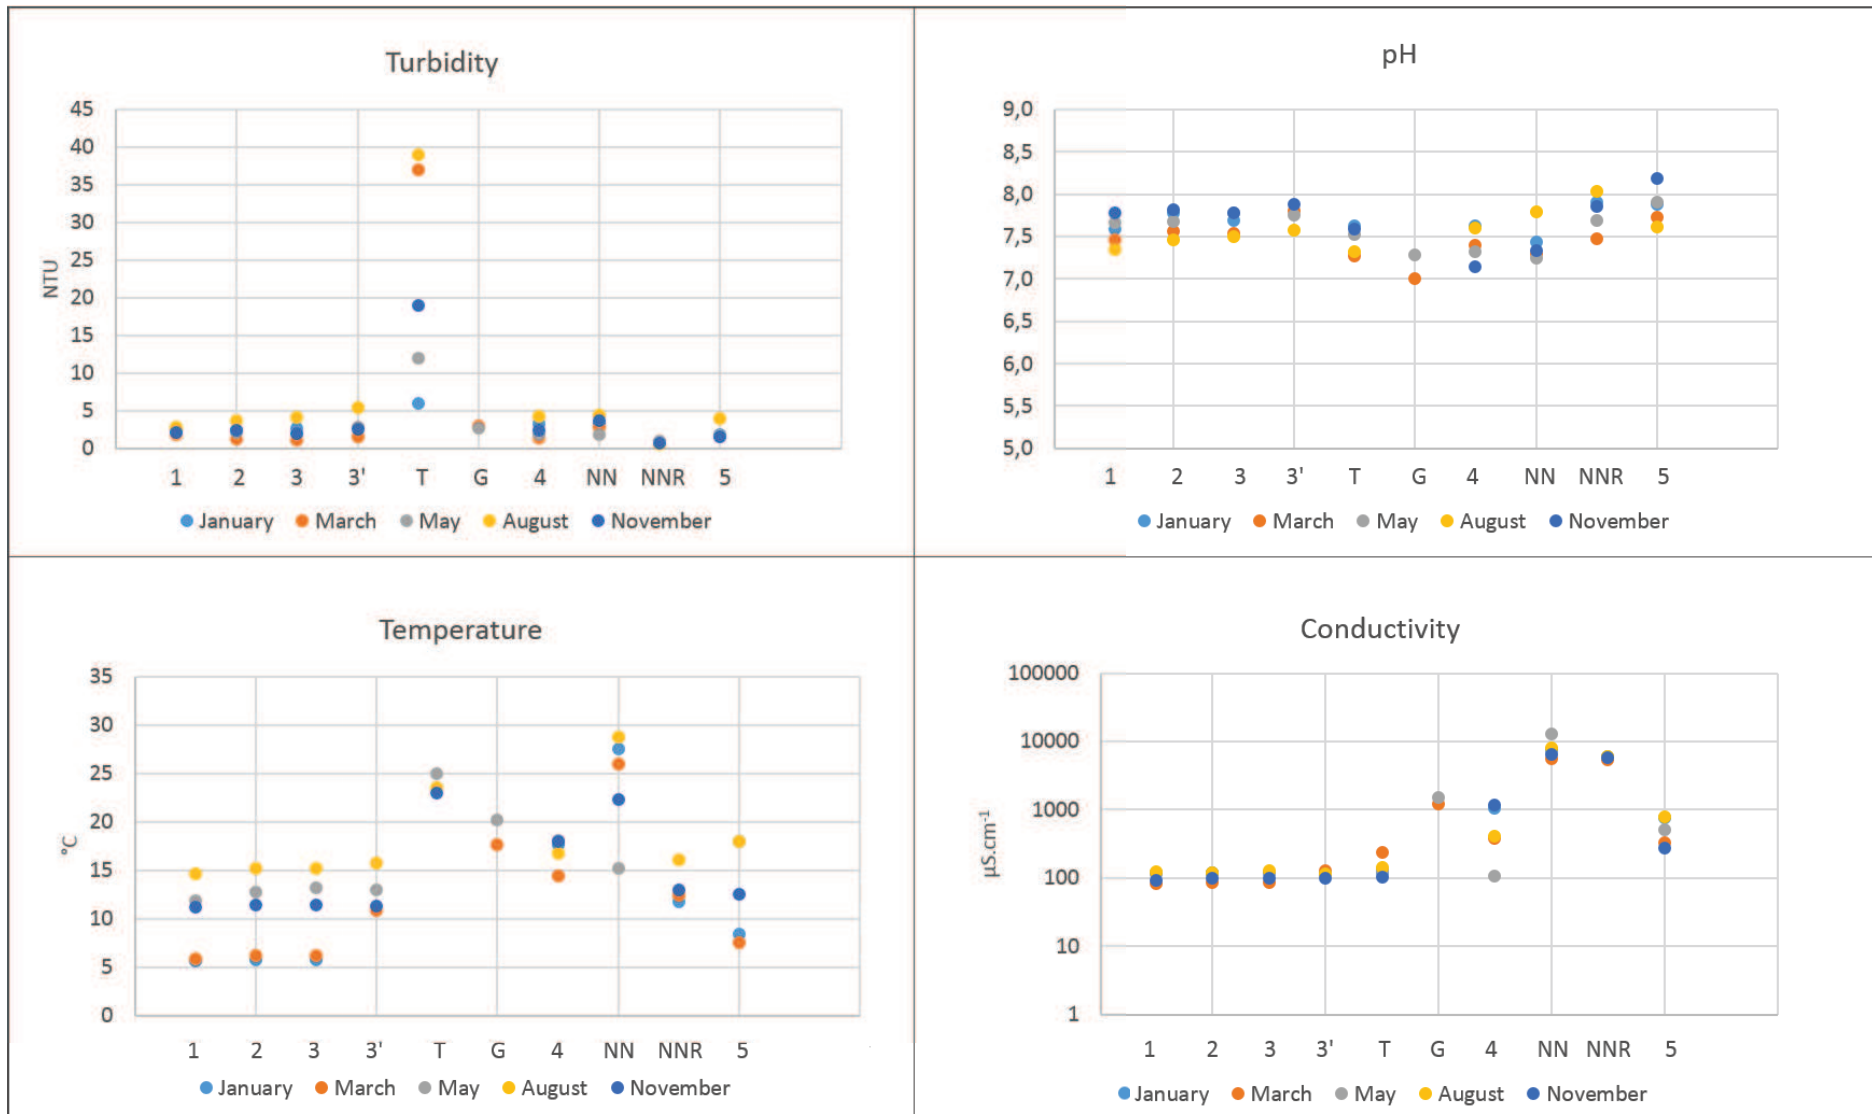 Turbidity
45
40
35
30
25
20
15
10
5
0
NTU
1 2 3 3' T G 4 NN NNR 5
January March May August November
pH
9,0
8,5
8,0
7,5
7,0
6,5
6,0
5,5
5,0
1 2 3 3' T G 4 NN NNR 5
January March May August November
Temperature
35
30
25
20
15
10
5
0
°C
1 2 3 3' T G 4 NN NNR 5
January March May August November
Conductivity
100000
10000
1000
100
10
1
µS.cm⁻¹
1 2 3 3' T G 4 NN NNR 5
January March May August November